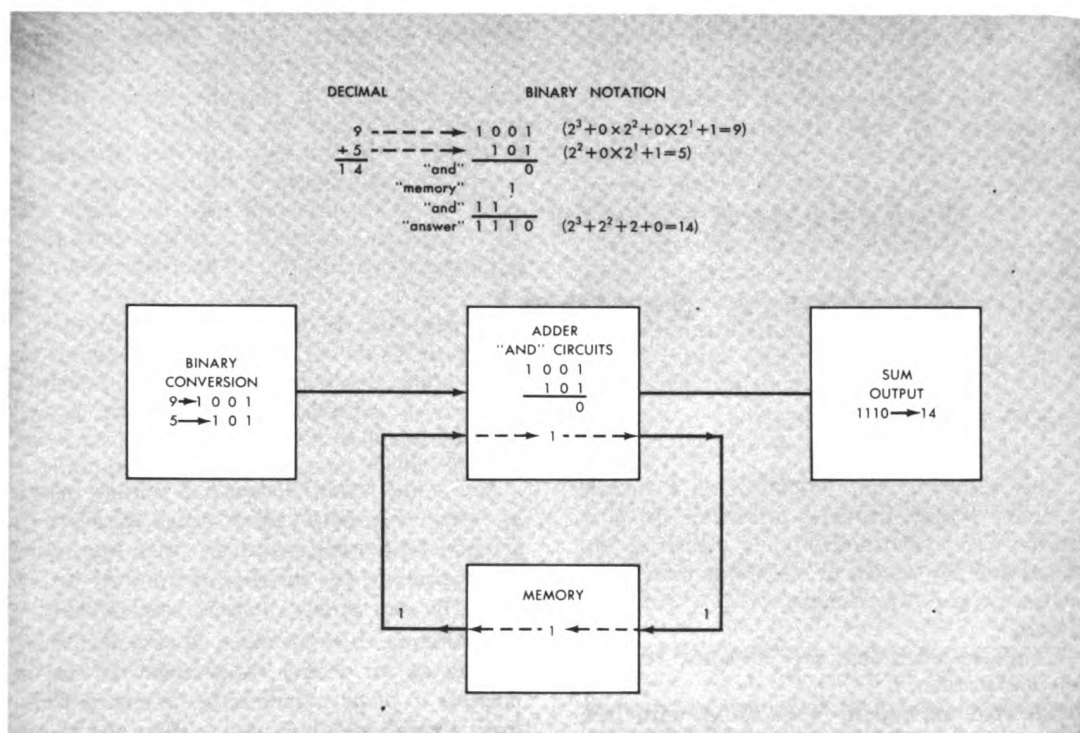 DECIMAL BINARY NOTATION
9 1 0 0 1 (2³+0×2²+0×2¹+1=9)
+5 1 0 1 (2²+0×2¹+1=5)
1 4 "and" 0
"memory" 1
"and" 1 1
"answer" 1 1 1 0 (2³+2²+2+0=14)
BINARY
CONVERSION
9→1 0 0 1
5→1 0 1
ADDER
"AND" CIRCUITS
1 0 0 1
1 0 1
0
1
SUM
OUTPUT
1110→14
MEMORY
1
1
1